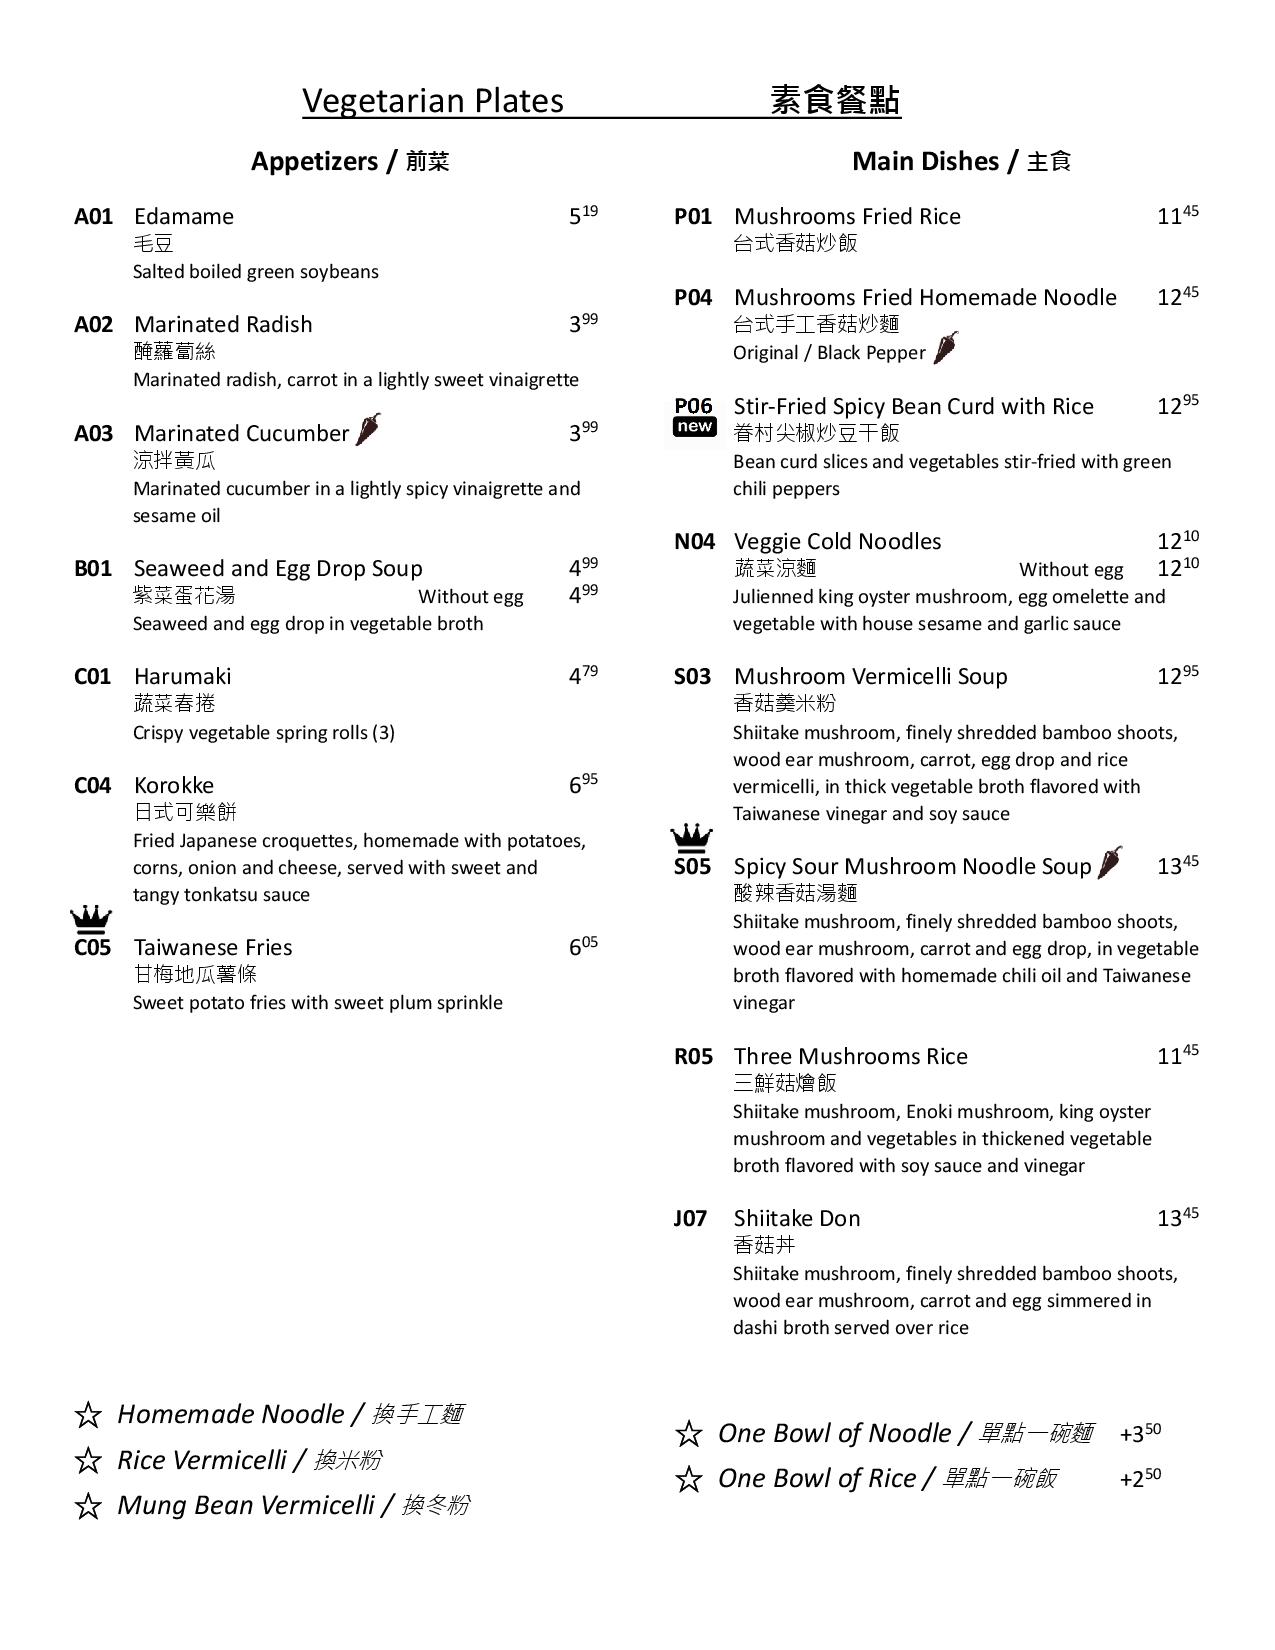 Vegetarian Plates 素食餐點
Appetizers / 前菜
A01 Edamame 5.19
毛豆
Salted boiled green soybeans
A02 Marinated Radish 3.99
醃蘿蔔絲
Marinated radish, carrot in a lightly sweet vinaigrette
A03 Marinated Cucumber 3.99
涼拌黃瓜
Marinated cucumber in a lightly spicy vinaigrette and
sesame oil
B01 Seaweed and Egg Drop Soup 4.99
紫菜蛋花湯 Without egg 4.99
Seaweed and egg drop in vegetable broth
C01 Harumaki 4.79
蔬菜春捲
Crispy vegetable spring rolls (3)
C04 Korokke 6.95
日式可樂餅
Fried Japanese croquettes, homemade with potatoes,
corns, onion and cheese, served with sweet and
tangy tonkatsu sauce
C05 Taiwanese Fries 6.05
甘梅地瓜薯條
Sweet potato fries with sweet plum sprinkle
Main Dishes / 主食
P01 Mushrooms Fried Rice 11.45
台式香菇炒飯
P04 Mushrooms Fried Homemade Noodle 12.45
台式手工香菇炒麵
Original / Black Pepper
P06 Stir-Fried Spicy Bean Curd with Rice 12.95
new 眷村尖椒炒豆干飯
Bean curd slices and vegetables stir-fried with green
chili peppers
N04 Veggie Cold Noodles 12.10
蔬菜涼麵 Without egg 12.10
Julienned king oyster mushroom, egg omelette and
vegetable with house sesame and garlic sauce
S03 Mushroom Vermicelli Soup 12.95
香菇羹米粉
Shiitake mushroom, finely shredded bamboo shoots,
wood ear mushroom, carrot, egg drop and rice
vermicelli, in thick vegetable broth flavored with
Taiwanese vinegar and soy sauce
S05 Spicy Sour Mushroom Noodle Soup 13.45
酸辣香菇湯麵
Shiitake mushroom, finely shredded bamboo shoots,
wood ear mushroom, carrot and egg drop, in vegetable
broth flavored with homemade chili oil and Taiwanese
vinegar
R05 Three Mushrooms Rice 11.45
三鮮菇燴飯
Shiitake mushroom, Enoki mushroom, king oyster
mushroom and vegetables in thickened vegetable
broth flavored with soy sauce and vinegar
J07 Shiitake Don 13.45
香菇丼
Shiitake mushroom, finely shredded bamboo shoots,
wood ear mushroom, carrot and egg simmered in
dashi broth served over rice
☆ Homemade Noodle / 換手工麵
☆ Rice Vermicelli / 換米粉
☆ Mung Bean Vermicelli / 換冬粉
☆ One Bowl of Noodle / 單點一碗麵 +3.50
☆ One Bowl of Rice / 單點一碗飯 +2.50